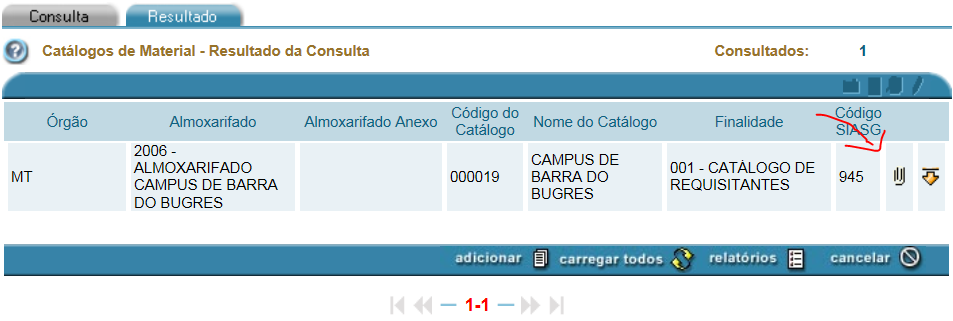 Consulta
Resultado
Catálogos de Material - Resultado da Consulta
Consultados:
1
Órgão
Almoxarifado
Almoxarifado Anexo
Código do
Catálogo
Nome do Catálogo
Finalidade
Código
SIASG
MT
2006 -
ALMOXARIFADO
CAMPUS DE BARRA
DO BUGRES
000019
CAMPUS DE
BARRA DO
BUGRES
001 - CATÁLOGO DE
REQUISITANTES
945
adicionar
carregar todos
relatórios
cancelar
1-1